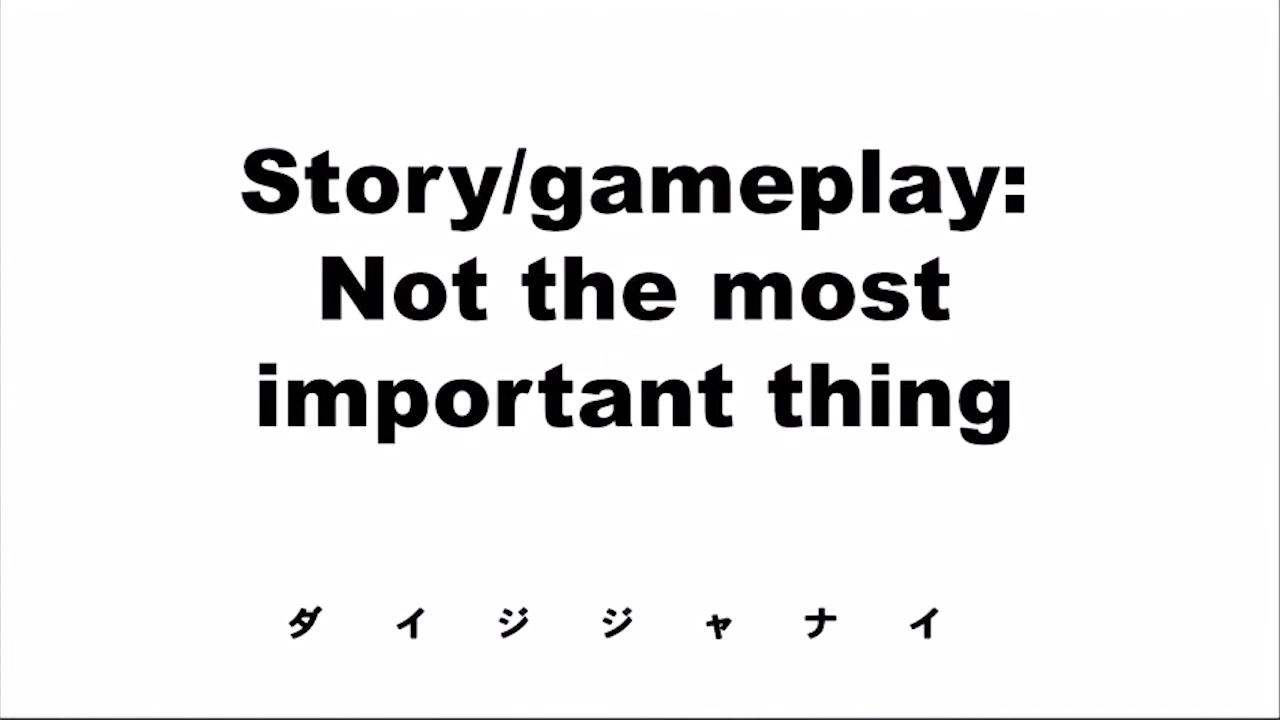 Story/gameplay:
Not the most
important thing
ダイジジャナイ